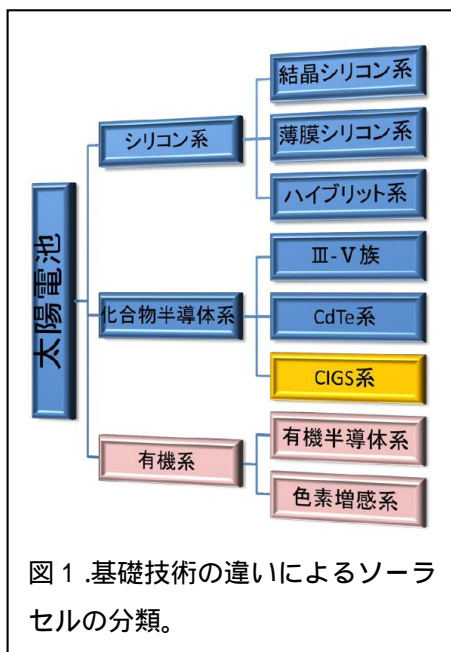 太陽電池
シリコン系
結晶シリコン系
薄膜シリコン系
ハイブリット系
化合物半導体系
Ⅲ-Ⅴ族
CdTe系
CIGS系
有機系
有機半導体系
色素増感系
図1.基礎技術の違いによるソーラ
セルの分類。